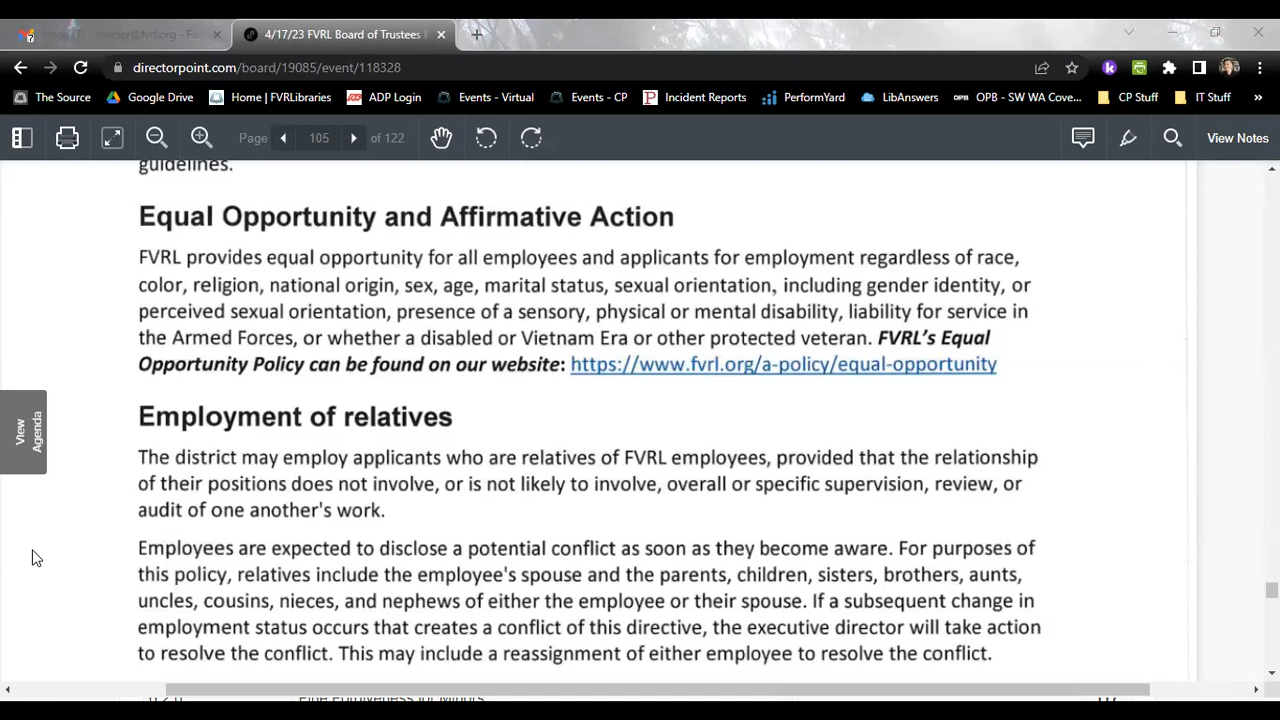 4/17/23 FVRL Board of Trustees
directorpoint.com/board/19085/event/118328
The Source Google Drive Home | FVRLibraries ADP Login Events - Virtual Events - CP Incident Reports PerformYard LibAnswers OPB - SW WA Cove... CP Stuff IT Stuff »
Page 105 of 122 View Notes
guidelines.
Equal Opportunity and Affirmative Action
FVRL provides equal opportunity for all employees and applicants for employment regardless of race,
color, religion, national origin, sex, age, marital status, sexual orientation, including gender identity, or
perceived sexual orientation, presence of a sensory, physical or mental disability, liability for service in
the Armed Forces, or whether a disabled or Vietnam Era or other protected veteran. FVRL's Equal
Opportunity Policy can be found on our website: https://www.fvrl.org/a-policy/equal-opportunity
View
Agenda
Employment of relatives
The district may employ applicants who are relatives of FVRL employees, provided that the relationship
of their positions does not involve, or is not likely to involve, overall or specific supervision, review, or
audit of one another's work.
Employees are expected to disclose a potential conflict as soon as they become aware. For purposes of
this policy, relatives include the employee's spouse and the parents, children, sisters, brothers, aunts,
uncles, cousins, nieces, and nephews of either the employee or their spouse. If a subsequent change in
employment status occurs that creates a conflict of this directive, the executive director will take action
to resolve the conflict. This may include a reassignment of either employee to resolve the conflict.